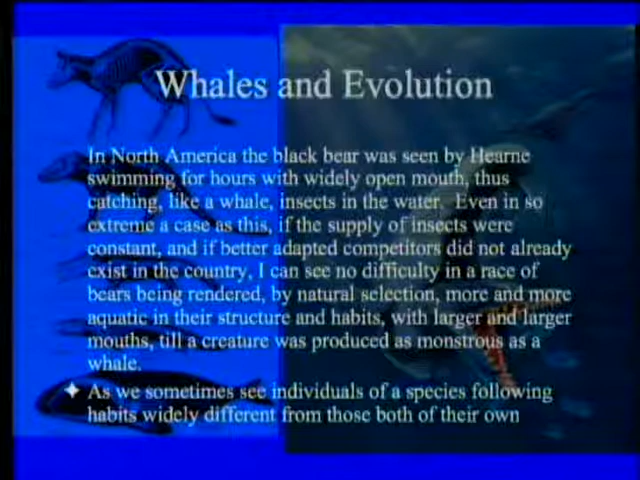 Whales and Evolution
In North America the black bear was seen by Hearne
swimming for hours with widely open mouth, thus
catching, like a whale, insects in the water. Even in so
extreme a case as this, if the supply of insects were
constant, and if better adapted competitors did not already
exist in the country, I can see no difficulty in a race of
bears being rendered, by natural selection, more and more
aquatic in their structure and habits, with larger and larger
mouths, till a creature was produced as monstrous as a
whale.
As we sometimes see individuals of a species following
habits widely different from those both of their own